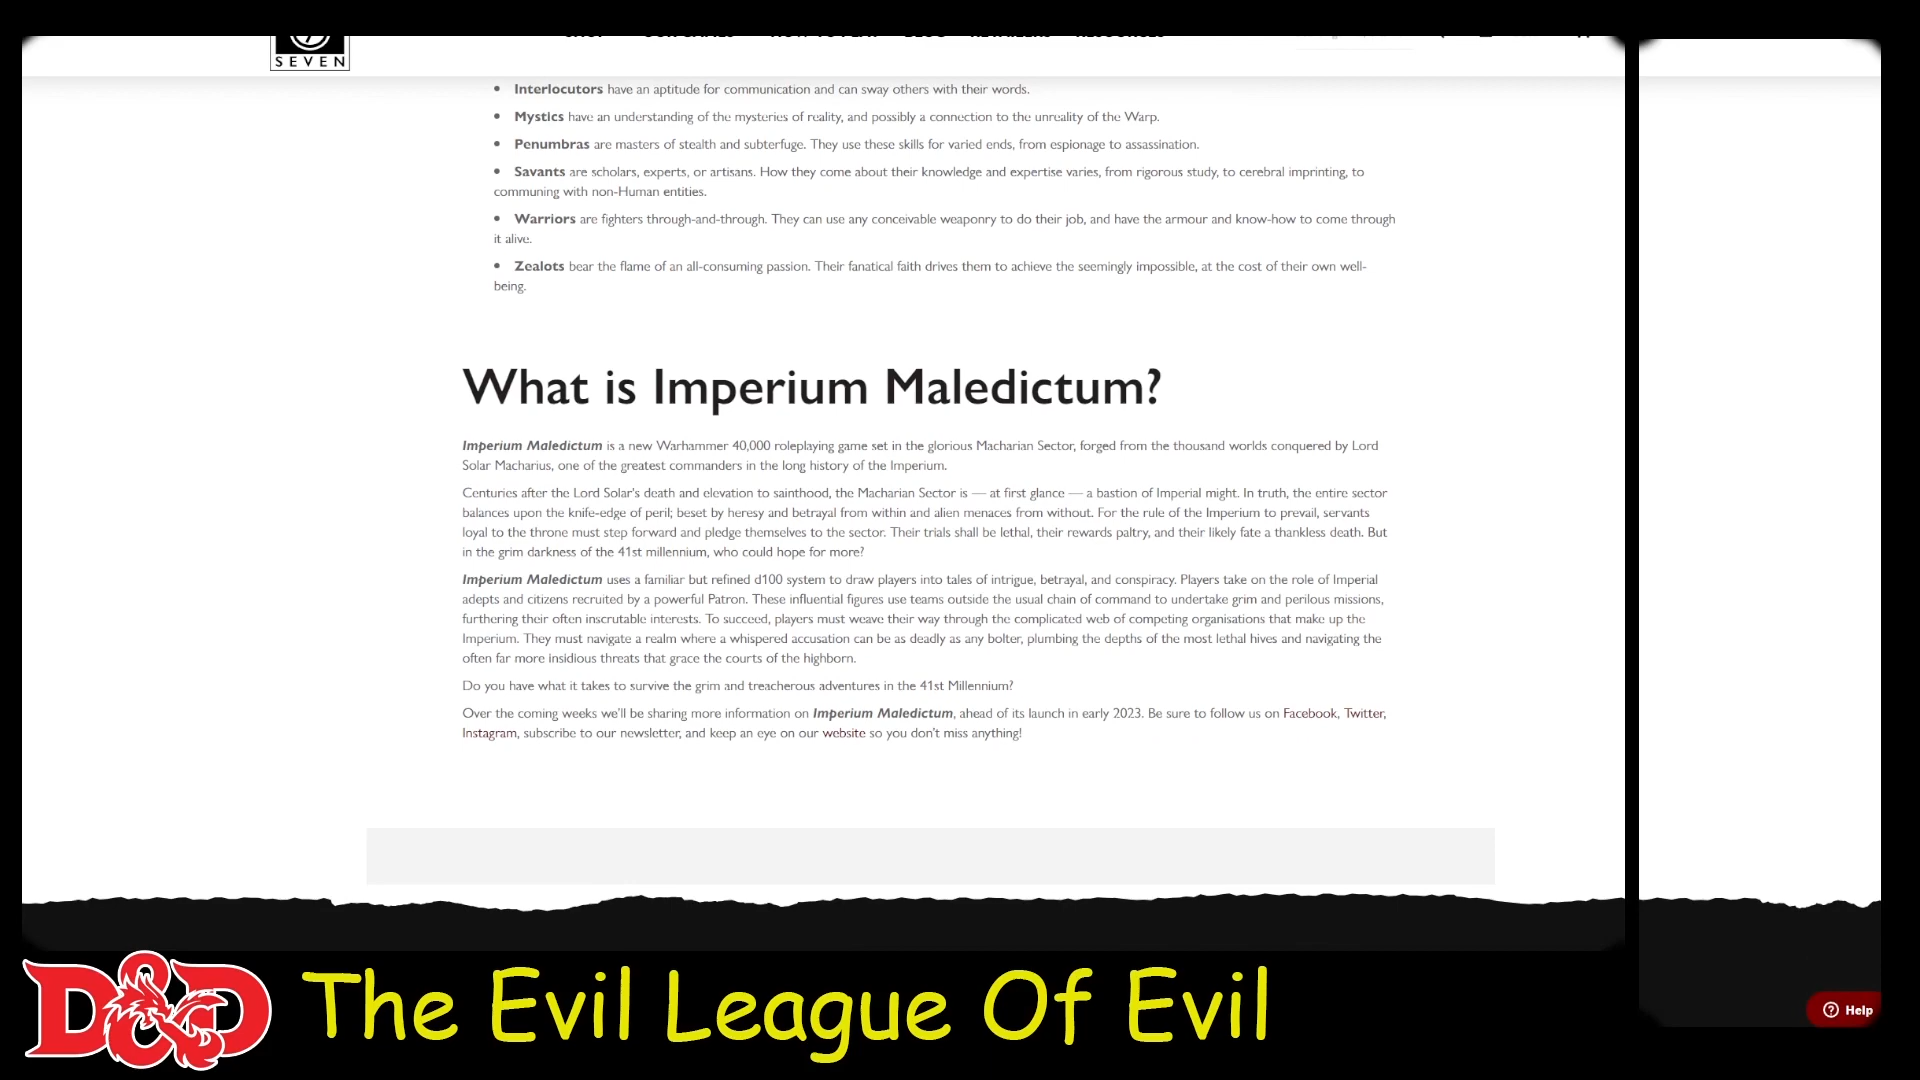 SEVEN
• Interlocutors have an aptitude for communication and can sway others with their words.
• Mystics have an understanding of the mysteries of reality, and possibly a connection to the unreality of the Warp.
• Penumbras are masters of stealth and subterfuge. They use these skills for varied ends, from espionage to assassination.
• Savants are scholars, experts, or artisans. How they come about their knowledge and expertise varies, from rigorous study, to cerebral imprinting, to
communing with non-Human entities.
• Warriors are fighters through-and-through. They can use any conceivable weaponry to do their job, and have the armour and know-how to come through
it alive.
• Zealots bear the flame of an all-consuming passion. Their fanatical faith drives them to achieve the seemingly impossible, at the cost of their own well-
being.
What is Imperium Maledictum?
Imperium Maledictum is a new Warhammer 40,000 roleplaying game set in the glorious Macharian Sector, forged from the thousand worlds conquered by Lord
Solar Macharius, one of the greatest commanders in the long history of the Imperium.
Centuries after the Lord Solar's death and elevation to sainthood, the Macharian Sector is — at first glance — a bastion of Imperial might. In truth, the entire sector
balances upon the knife-edge of peril; beset by heresy and betrayal from within and alien menaces from without. For the rule of the Imperium to prevail, servants
loyal to the throne must step forward and pledge themselves to the sector. Their trials shall be lethal, their rewards paltry, and their likely fate a thankless death. But
in the grim darkness of the 41st millennium, who could hope for more?
Imperium Maledictum uses a familiar but refined d100 system to draw players into tales of intrigue, betrayal, and conspiracy. Players take on the role of Imperial
adepts and citizens recruited by a powerful Patron. These influential figures use teams outside the usual chain of command to undertake grim and perilous missions,
furthering their often inscrutable interests. To succeed, players must weave their way through the complicated web of competing organisations that make up the
Imperium. They must navigate a realm where a whispered accusation can be as deadly as any bolter, plumbing the depths of the most lethal hives and navigating the
often far more insidious threats that grace the courts of the highborn.
Do you have what it takes to survive the grim and treacherous adventures in the 41st Millennium?
Over the coming weeks we'll be sharing more information on Imperium Maledictum, ahead of its launch in early 2023. Be sure to follow us on Facebook, Twitter,
Instagram, subscribe to our newsletter, and keep an eye on our website so you don't miss anything!
Help
D&D The Evil League Of Evil